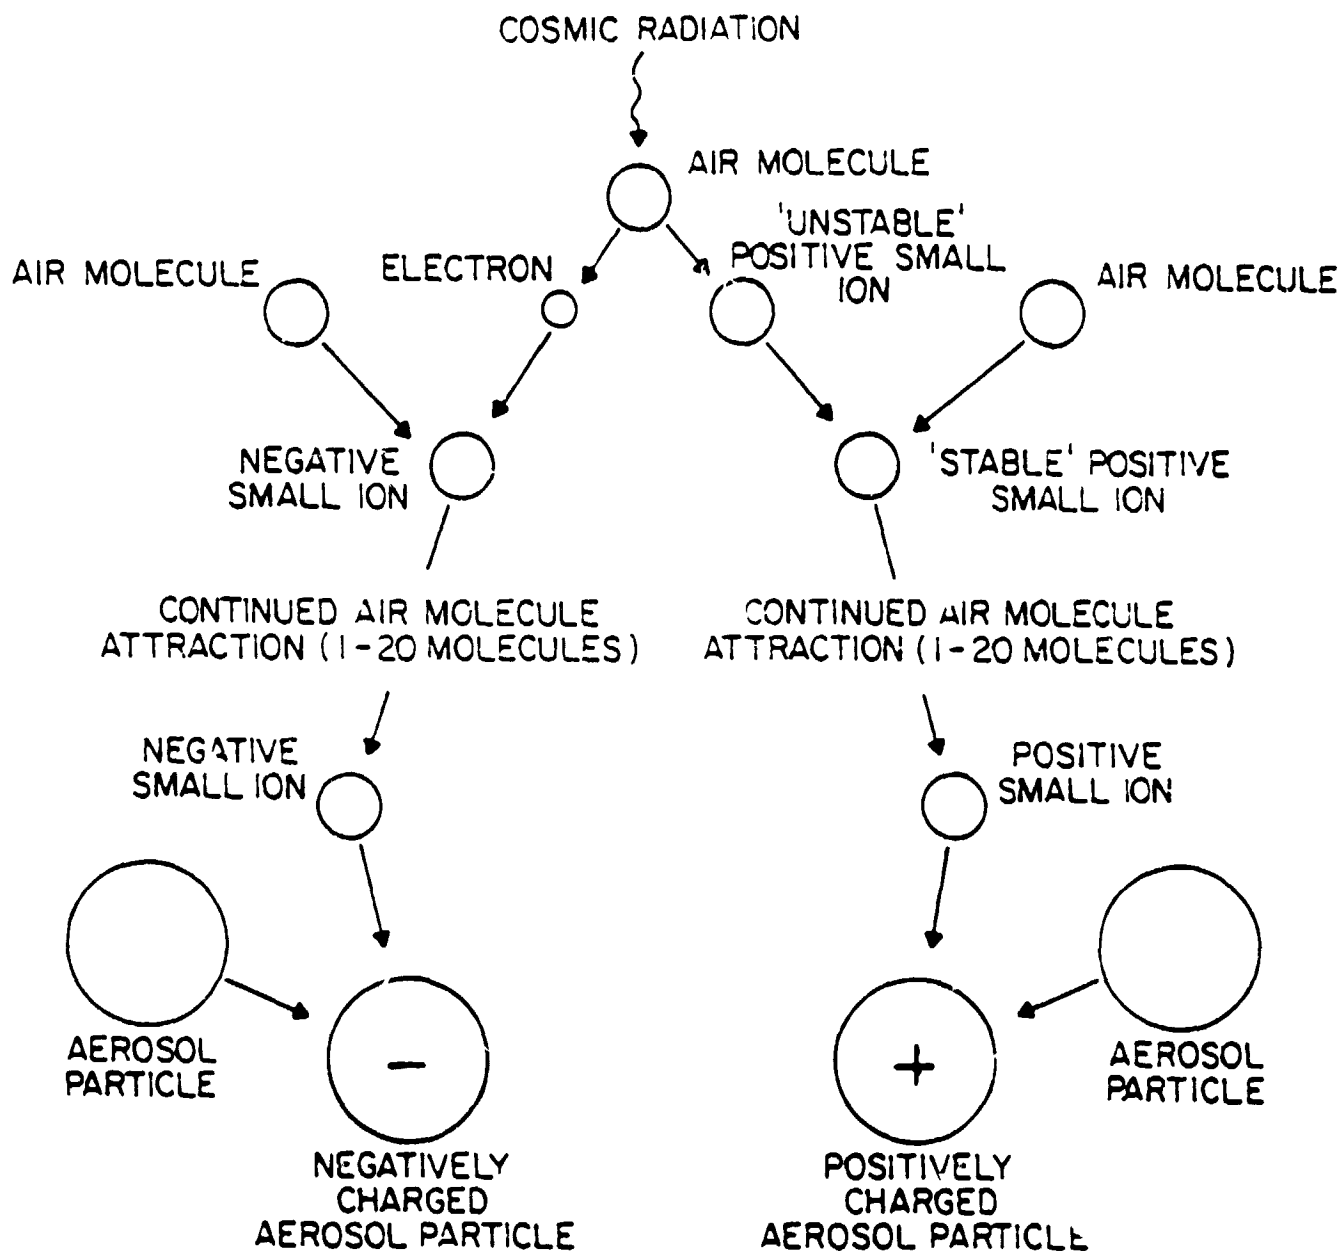 COSMIC RADIATION
AIR MOLECULE
'UNSTABLE'
POSITIVE SMALL
ION
ELECTRON
AIR MOLECULE
AIR MOLECULE
NEGATIVE
SMALL ION
'STABLE' POSITIVE
SMALL ION
CONTINUED AIR MOLECULE
ATTRACTION (1-20 MOLECULES)
CONTINUED AIR MOLECULE
ATTRACTION (1-20 MOLECULES)
NEGATIVE
SMALL ION
POSITIVE
SMALL ION
AEROSOL
PARTICLE
−
+
AEROSOL
PARTICLE
NEGATIVELY
CHARGED
AEROSOL PARTICLE
POSITIVELY
CHARGED
AEROSOL PARTICLE